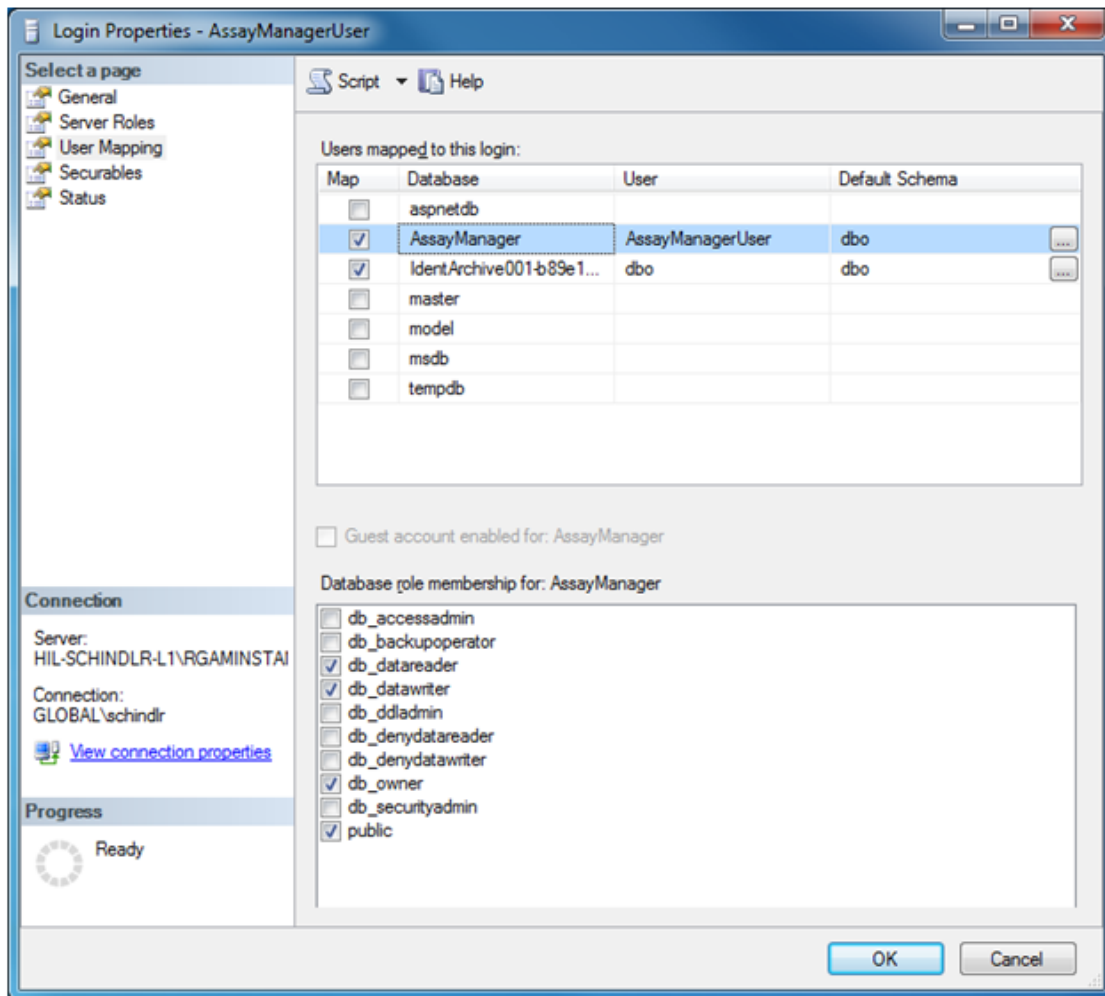 Login Properties - AssayManagerUser
Select a page
General
Server Roles
User Mapping
Securables
Status
Script Help
Users mapped to this login:
Map Database User Default Schema
aspnetdb
AssayManager AssayManagerUser dbo ...
IdentArchive001-b89e1... dbo dbo ...
master
model
msdb
tempdb
Guest account enabled for: AssayManager
Database role membership for: AssayManager
db_accessadmin
db_backupoperator
db_datareader
db_datawriter
db_ddladmin
db_denydatareader
db_denydatawriter
db_owner
db_securityadmin
public
Connection
Server:
HIL-SCHINDLR-L1\RGAMINSTAI
Connection:
GLOBAL\schindlr
View connection properties
Progress
Ready
OK Cancel